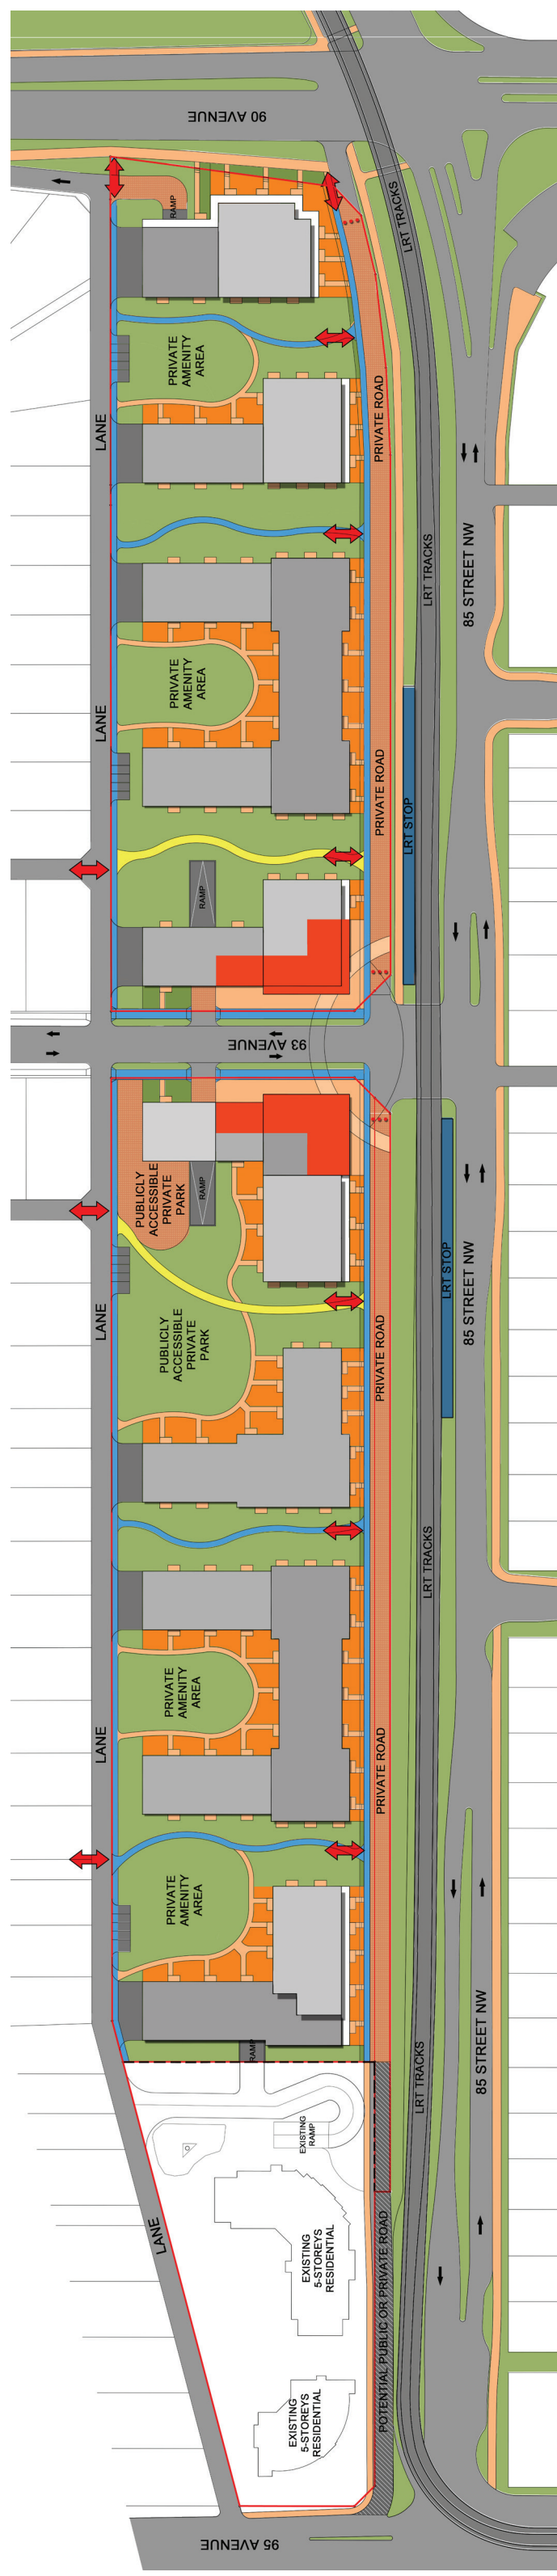 90 AVENUE
LRT TRACKS
RAMP
LANE
PRIVATE
AMENITY
AREA
PRIVATE ROAD
LRT TRACKS
85 STREET NW
LANE
PRIVATE
AMENITY
AREA
PRIVATE ROAD
LRT STOP
RAMP
93 AVENUE
PUBLICLY
ACCESSIBLE
PRIVATE
PARK
RAMP
LANE
PUBLICLY
ACCESSIBLE
PRIVATE
PARK
PRIVATE ROAD
LRT STOP
85 STREET NW
LRT TRACKS
LANE
PRIVATE
AMENITY
AREA
PRIVATE ROAD
PRIVATE
AMENITY
AREA
RAMP
LRT TRACKS
85 STREET NW
EXISTING
RAMP
LANE
EXISTING
5-STOREYS
RESIDENTIAL
POTENTIAL PUBLIC OR PRIVATE ROAD
EXISTING
5-STOREYS
RESIDENTIAL
95 AVENUE